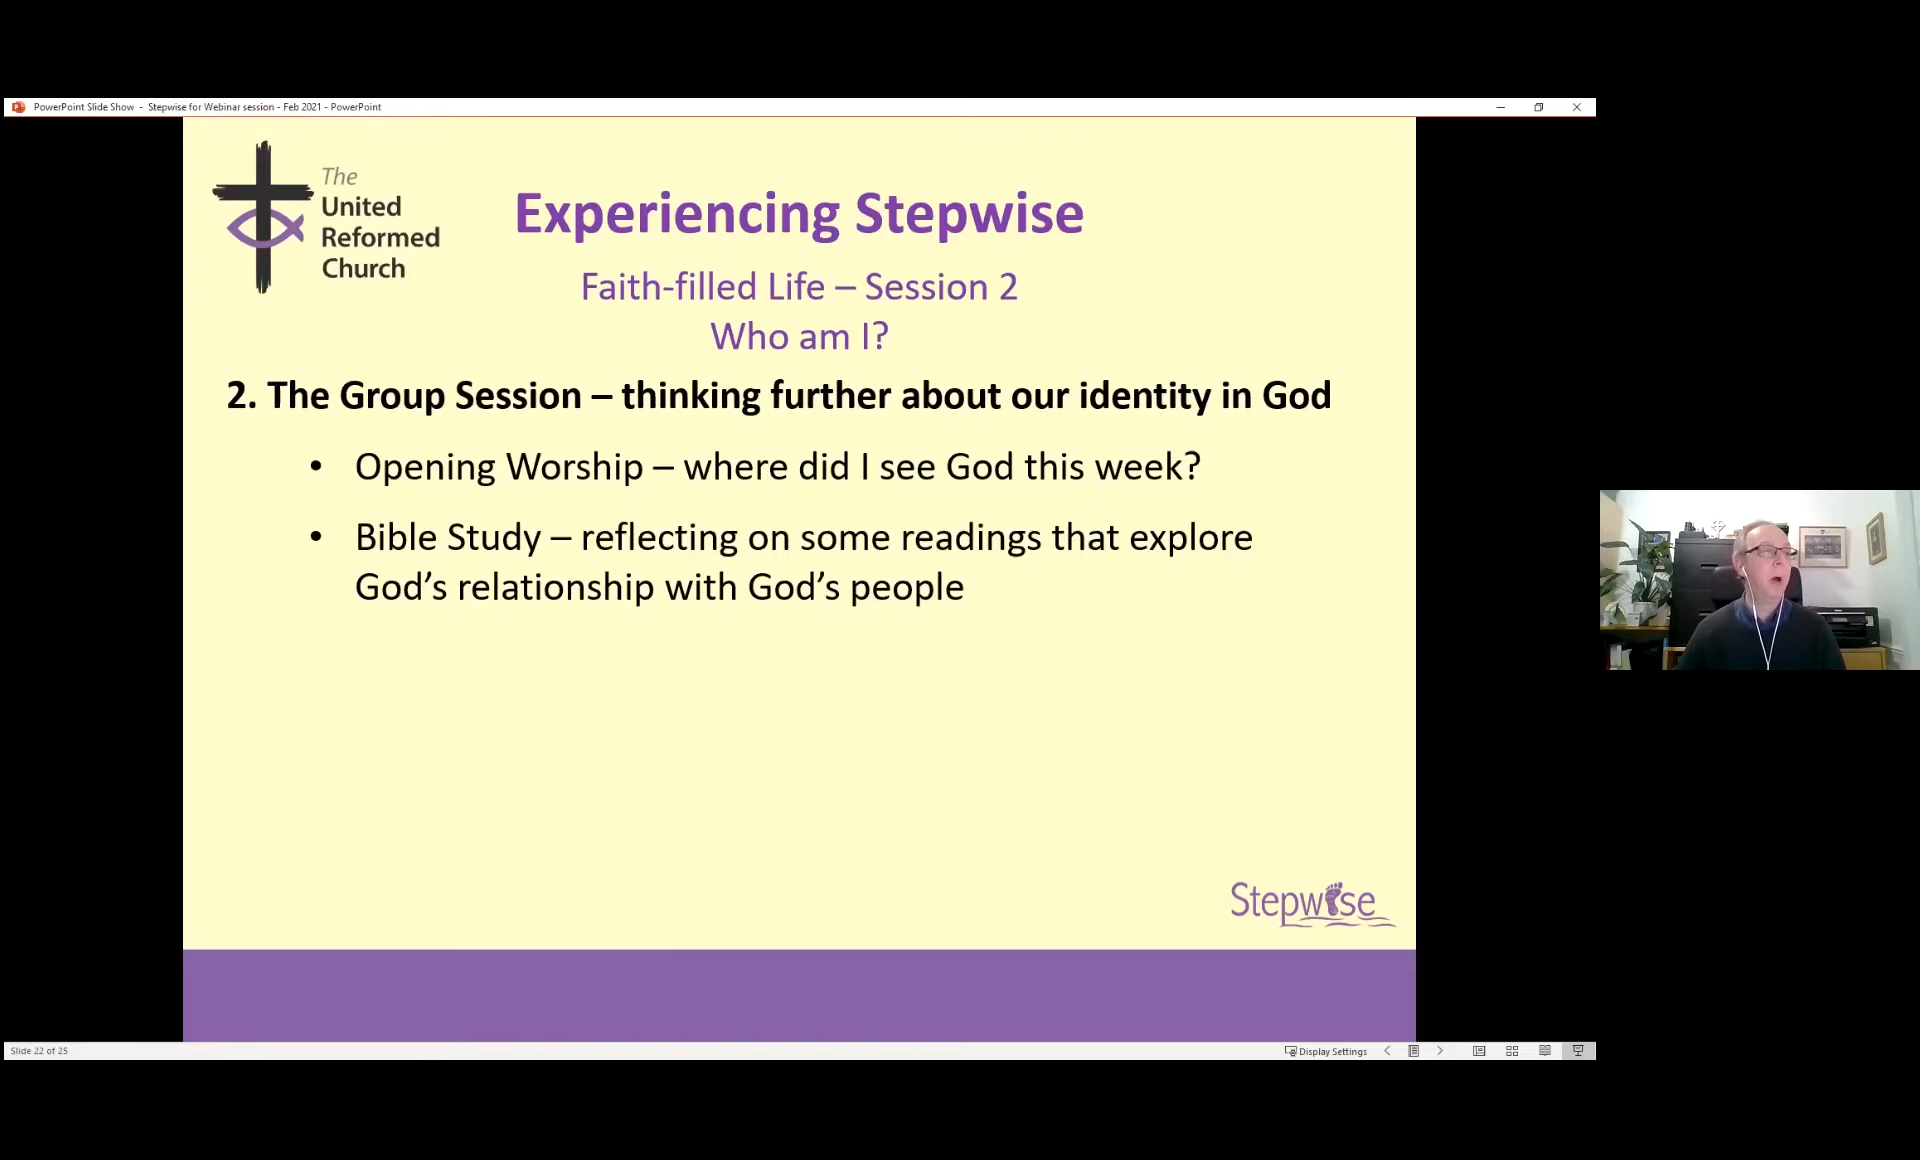 PowerPoint Slide Show - Stepwise for Webinar session - Feb 2021 - PowerPoint
The
United
Reformed
Church
Experiencing Stepwise
Faith-filled Life – Session 2
Who am I?
2. The Group Session – thinking further about our identity in God
• Opening Worship – where did I see God this week?
• Bible Study – reflecting on some readings that explore
God’s relationship with God’s people
Stepwise
Slide 22 of 25
Display Settings